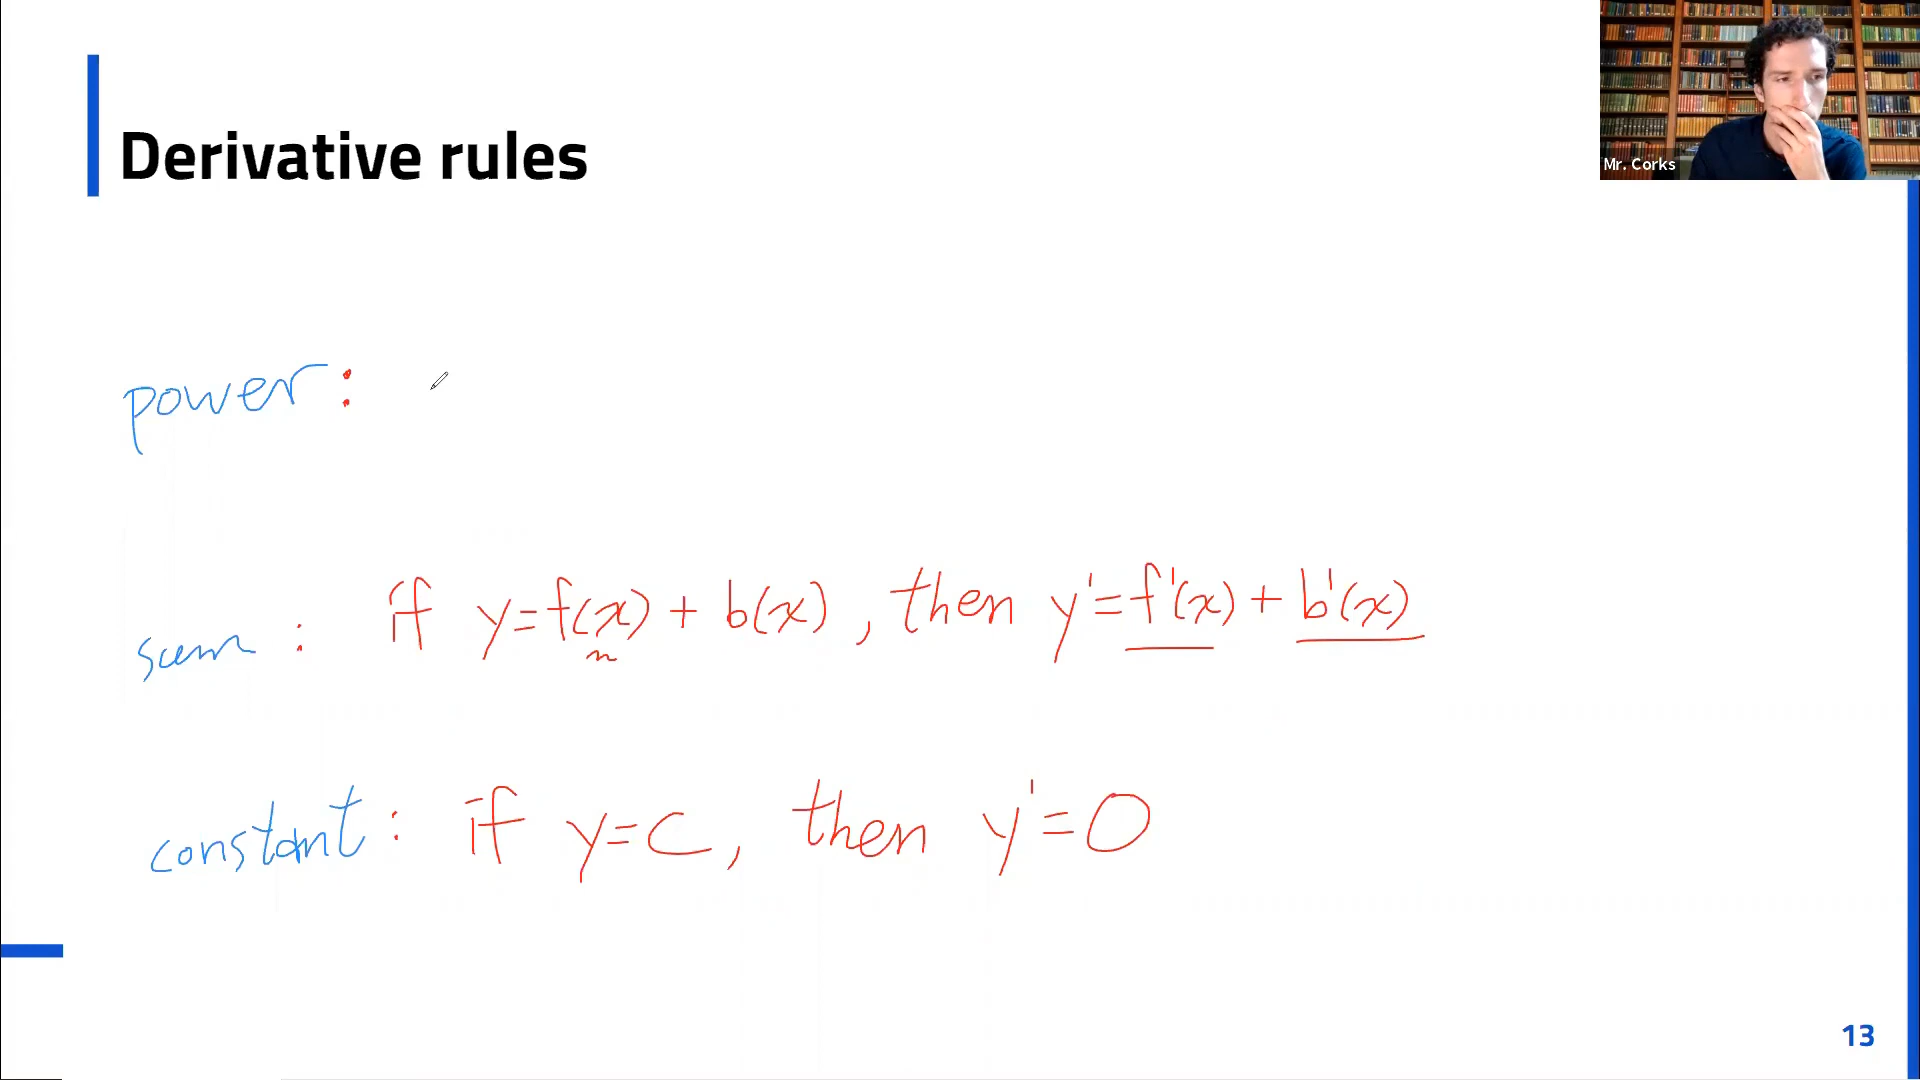 Mr. Corks
Derivative rules
power:
sum: if y=f(x) + b(x), then y'=f'(x) + b'(x)
constant: if y=c, then y'=0
13